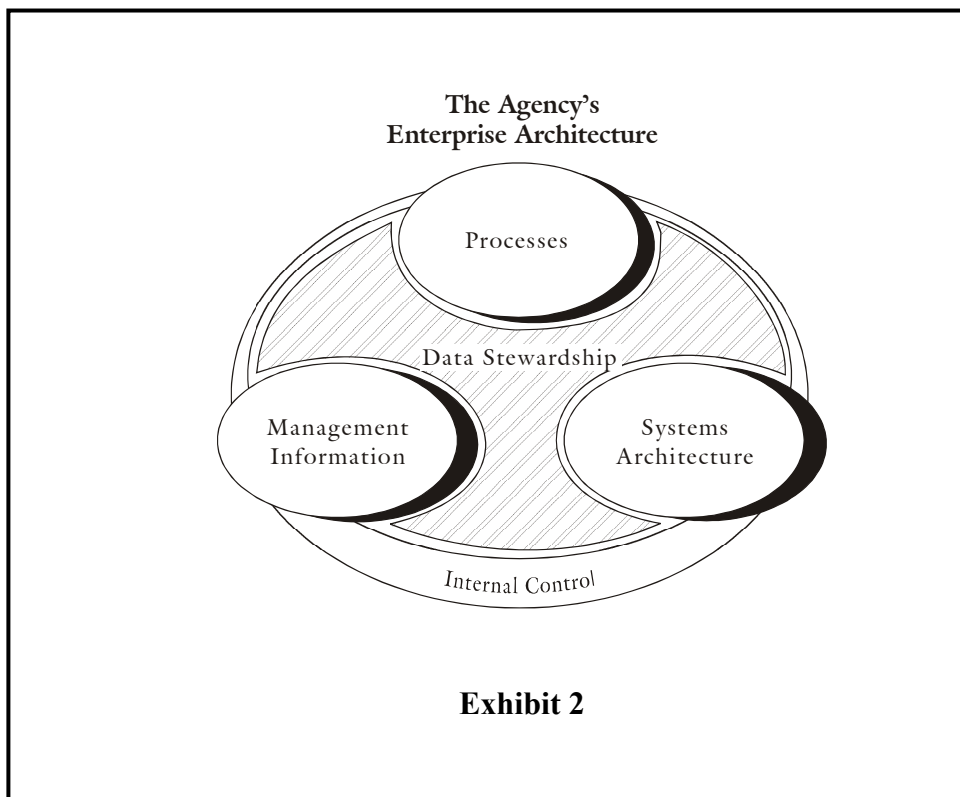 The Agency’s
Enterprise Architecture
Processes
Data Stewardship
Management
Information
Systems
Architecture
Internal Control
Exhibit 2